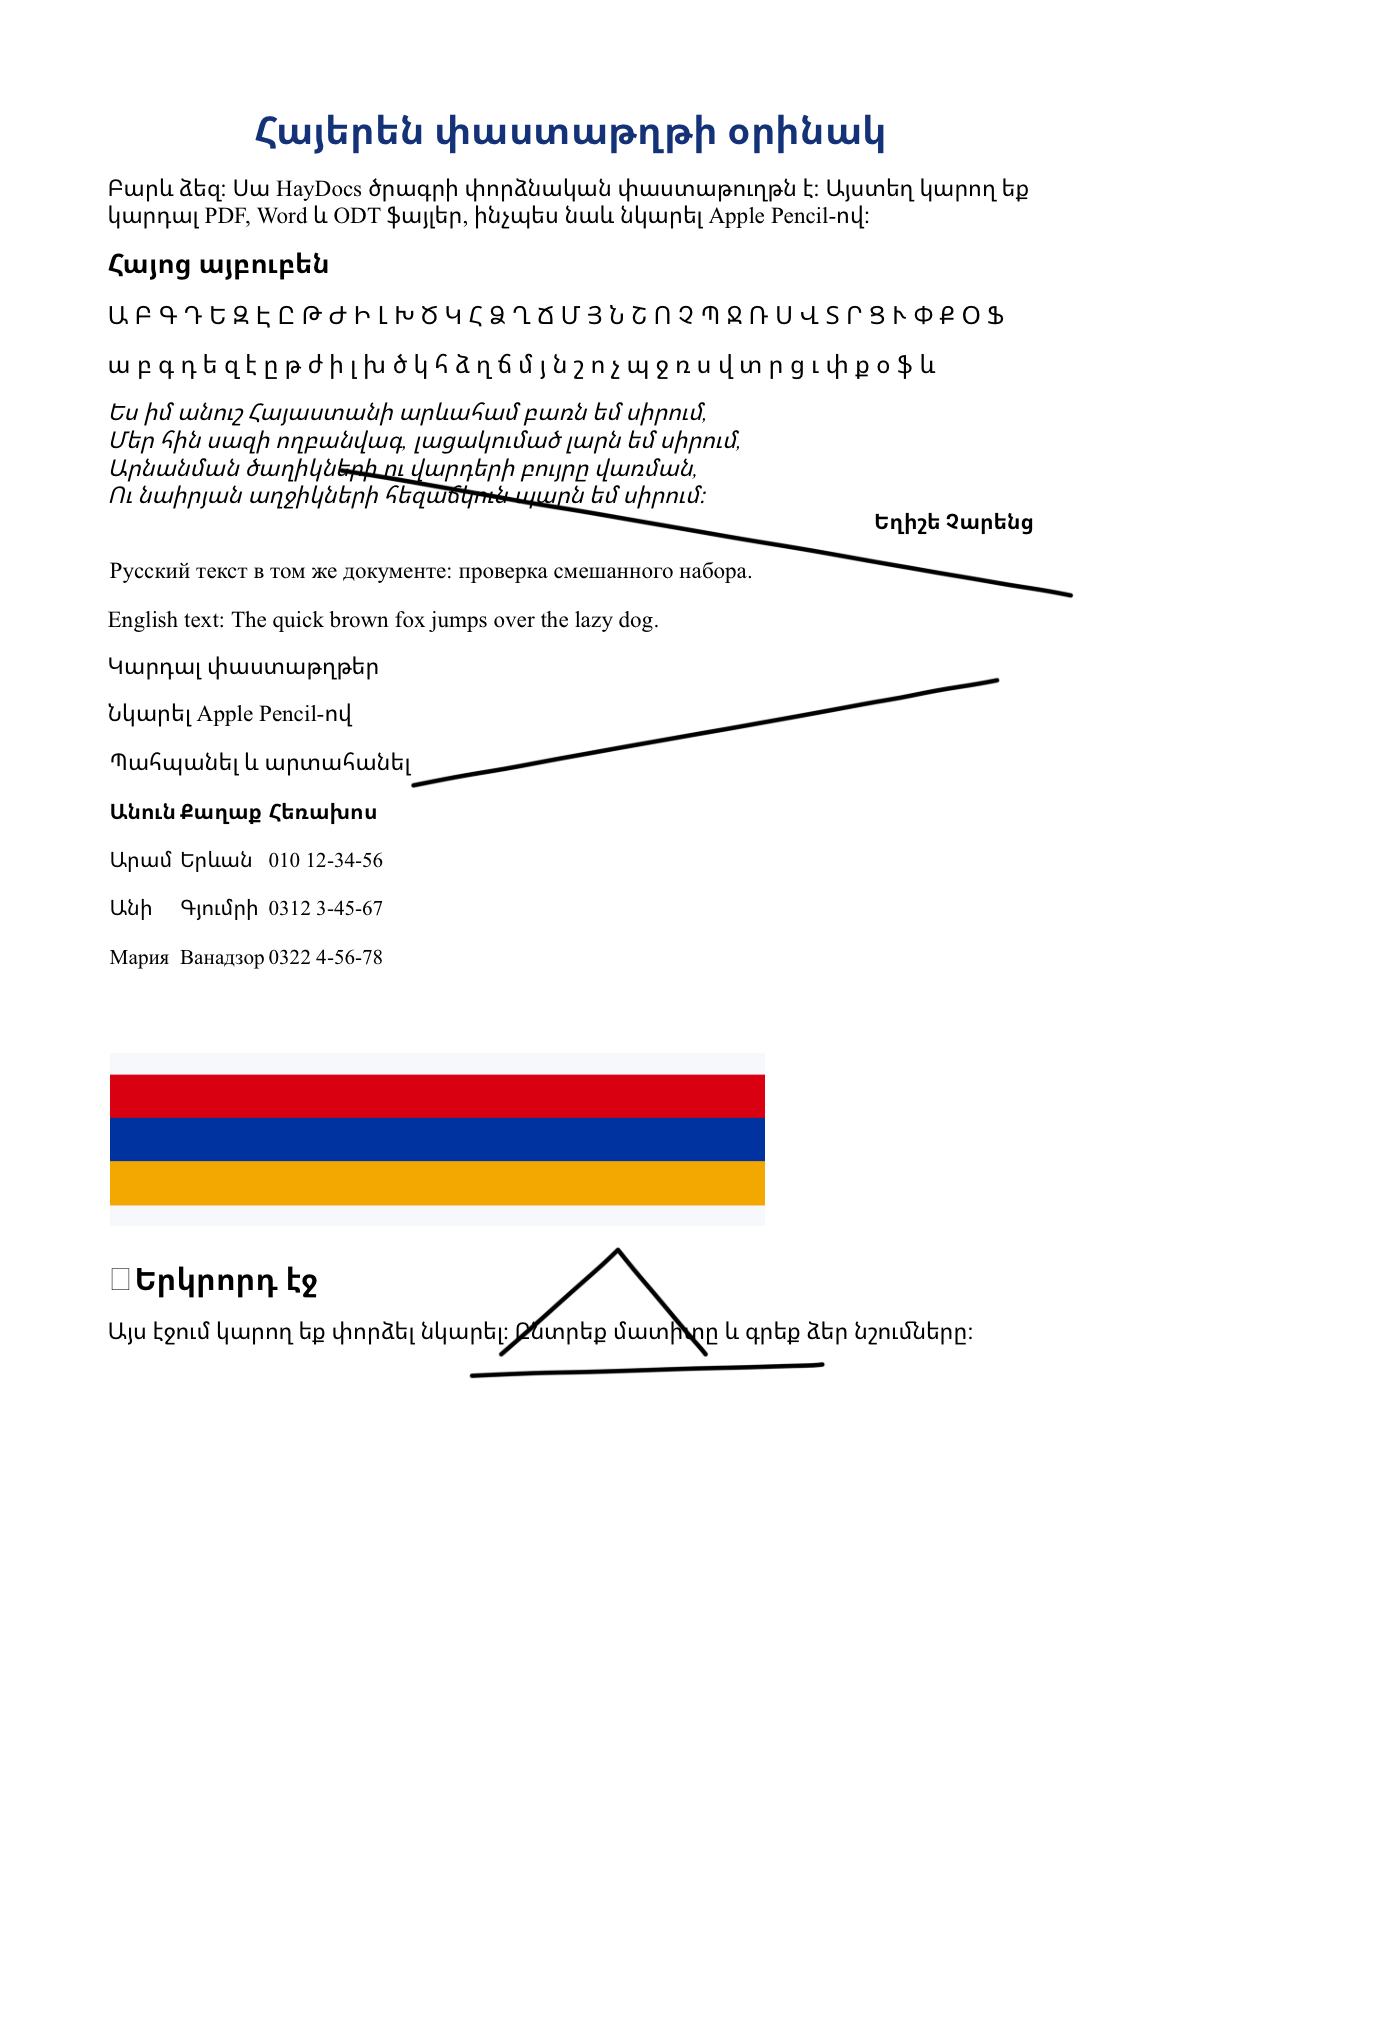 Հայերեն փաստաթղթի օրինակ
Բարև ձեզ: Սա HayDocs ծրագրի փորձնական փաստաթուղթն է: Այստեղ կարող եք
կարդալ PDF, Word և ODT ֆայլեր, ինչպես նաև նկարել Apple Pencil-ով:
Հայոց այբուբեն
Ա Բ Գ Դ Ե Զ Է Ը Թ Ժ Ի Լ Խ Ծ Կ Հ Ձ Ղ Ճ Մ Յ Ն Շ Ո Չ Պ Ջ Ռ Ս Վ Տ Ր Ց Ւ Փ Ք Օ Ֆ
ա բ գ դ ե զ է ը թ ժ ի լ խ ծ կ հ ձ ղ ճ մ յ ն շ ո չ պ ջ ռ ս վ տ ր ց ւ փ ք օ ֆ և
Ես իմ անուշ Հայաստանի արևահամ բառն եմ սիրում,
Մեր հին սազի ողբանվագ, լացակումած լարն եմ սիրում,
Արնանման ծաղիկների ու վարդերի բույրը վառման,
Ու նաիրյան աղջիկների հեզաճկուն պարն եմ սիրում:
Եղիշե Չարենց
Русский текст в том же документе: проверка смешанного набора.
English text: The quick brown fox jumps over the lazy dog.
Կարդալ փաստաթղթեր
Նկարել Apple Pencil-ով
Պահպանել և արտահանել
Անուն Քաղաք Հեռախոս
Արամ Երևան 010 12-34-56
Անի Գյումրի 0312 3-45-67
Мария Ванадзор 0322 4-56-78
Երկրորդ էջ
Այս էջում կարող եք փորձել նկարել: Ընտրեք մատիտը և գրեք ձեր նշումները: